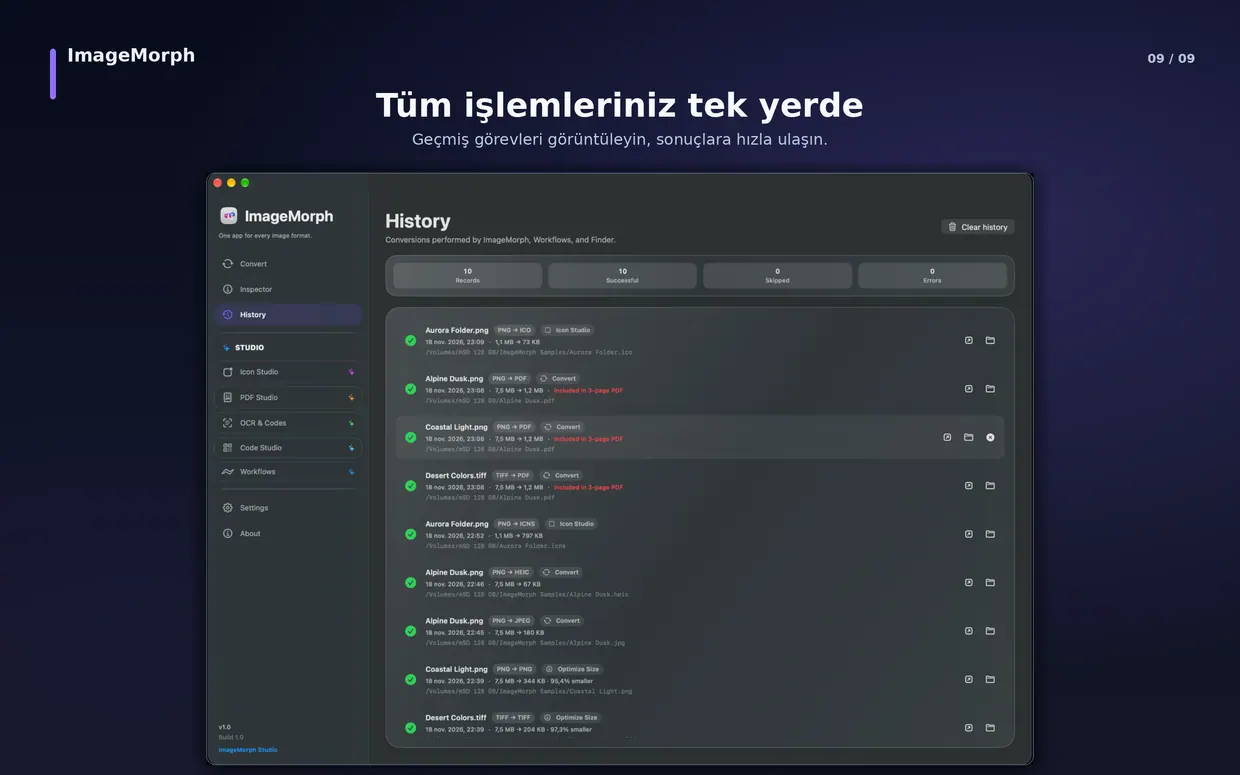 ImageMorph
09 / 09
Tüm işlemleriniz tek yerde
Geçmiş görevleri görüntüleyin, sonuçlara hızla ulaşın.
ImageMorph
One app for every image format.
Convert
Inspector
History
STUDIO
Icon Studio
PDF Studio
OCR & Codes
Code Studio
Workflows
Settings
About
v1.0
Build 1.0
ImageMorph Studio
History
Conversions performed by ImageMorph, Workflows, and Finder.
Clear history
10
Records
10
Successful
0
Skipped
0
Errors
Aurora Folder.png PNG → ICO Icon Studio
18 nov. 2026, 23:09 · 1,1 MB → 73 KB
/Volumes/mSD 128 GB/ImageMorph Samples/Aurora Folder.ico
Alpine Dusk.png PNG → PDF Convert
18 nov. 2026, 23:08 · 7,5 MB → 1,2 MB · Included in 3-page PDF
/Volumes/mSD 128 GB/Alpine Dusk.pdf
Coastal Light.png PNG → PDF Convert
18 nov. 2026, 23:08 · 7,5 MB → 1,2 MB · Included in 3-page PDF
/Volumes/mSD 128 GB/Alpine Dusk.pdf
Desert Colors.tiff TIFF → PDF Convert
18 nov. 2026, 23:08 · 7,5 MB → 1,2 MB · Included in 3-page PDF
/Volumes/mSD 128 GB/Alpine Dusk.pdf
Aurora Folder.png PNG → ICNS Icon Studio
18 nov. 2026, 22:52 · 1,1 MB → 797 KB
/Volumes/mSD 128 GB/Aurora Folder.icns
Alpine Dusk.png PNG → HEIC Convert
18 nov. 2026, 22:46 · 7,5 MB → 67 KB
/Volumes/mSD 128 GB/ImageMorph Samples/Alpine Dusk.heic
Alpine Dusk.png PNG → JPEG Convert
18 nov. 2026, 22:45 · 7,5 MB → 180 KB
/Volumes/mSD 128 GB/ImageMorph Samples/Alpine Dusk.jpg
Coastal Light.png PNG → PNG Optimize Size
18 nov. 2026, 22:39 · 7,5 MB → 344 KB · 95,4% smaller
/Volumes/mSD 128 GB/ImageMorph Samples/Coastal Light.png
Desert Colors.tiff TIFF → TIFF Optimize Size
18 nov. 2026, 22:39 · 7,5 MB → 204 KB · 97,3% smaller